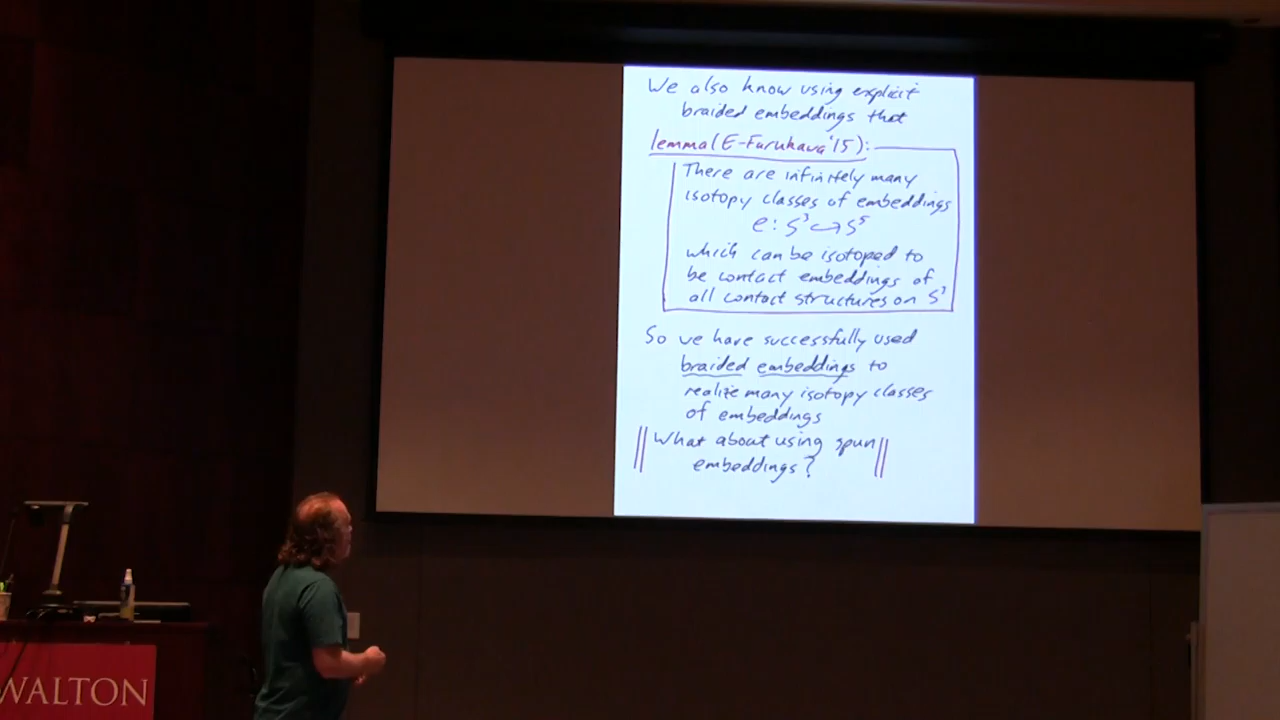 We also know using explicit
braided embeddings that
lemma (E-Furukawa '15):
There are infinitely many
isotopy classes of embeddings
e: S³ ↪ S⁵
which can be isotoped to
be contact embeddings of
all contact structures on S³
So we have successfully used
braided embeddings to
realize many isotopy classes
of embeddings
What about using spun
embeddings?
WALTON